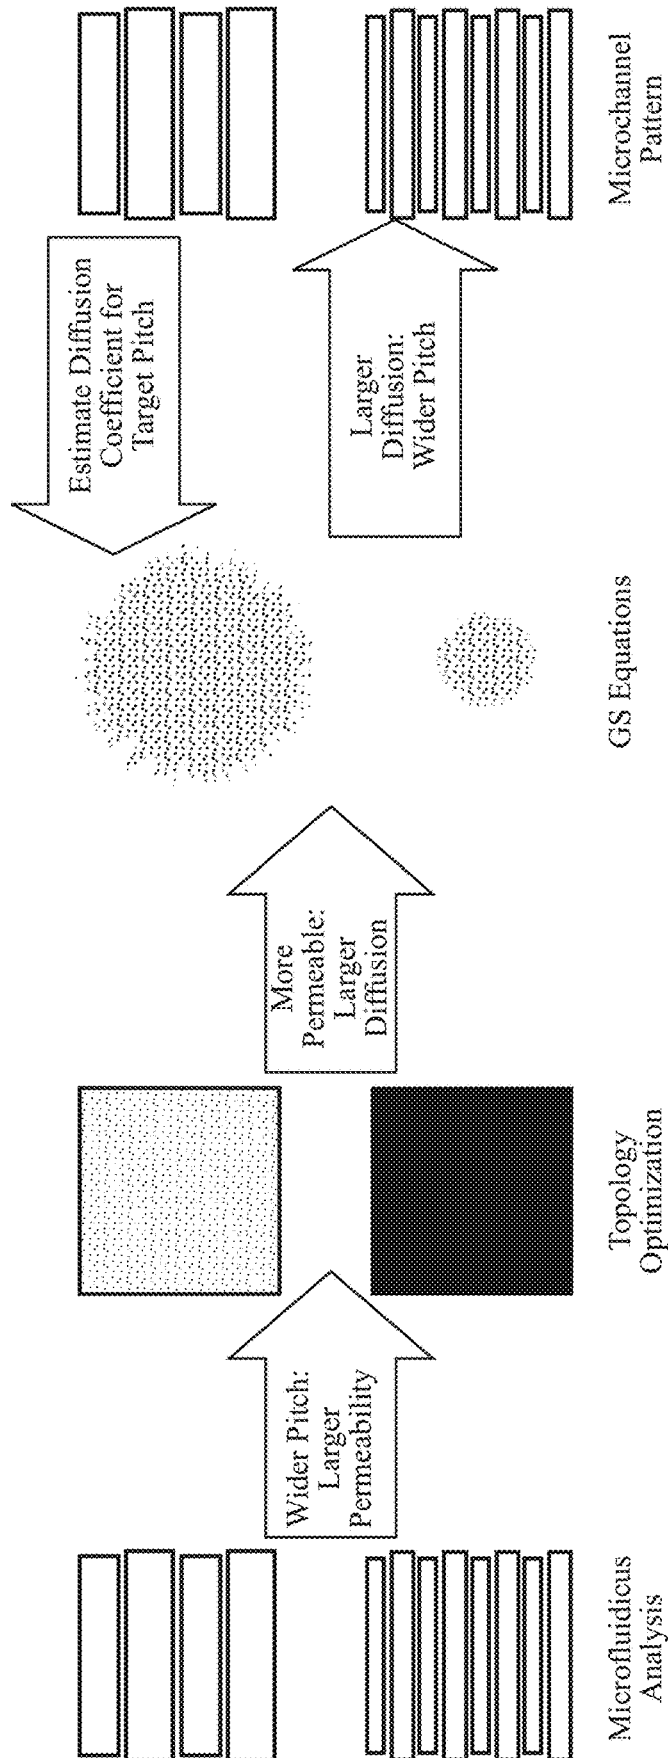 Estimate Diffusion
Coefficient for
Target Pitch
Wider Pitch:
Larger
Permeability
More
Permeable:
Larger
Diffusion
Larger
Diffusion:
Wider Pitch
Microfluidicus
Analysis
Topology
Optimization
GS Equations
Microchannel
Pattern